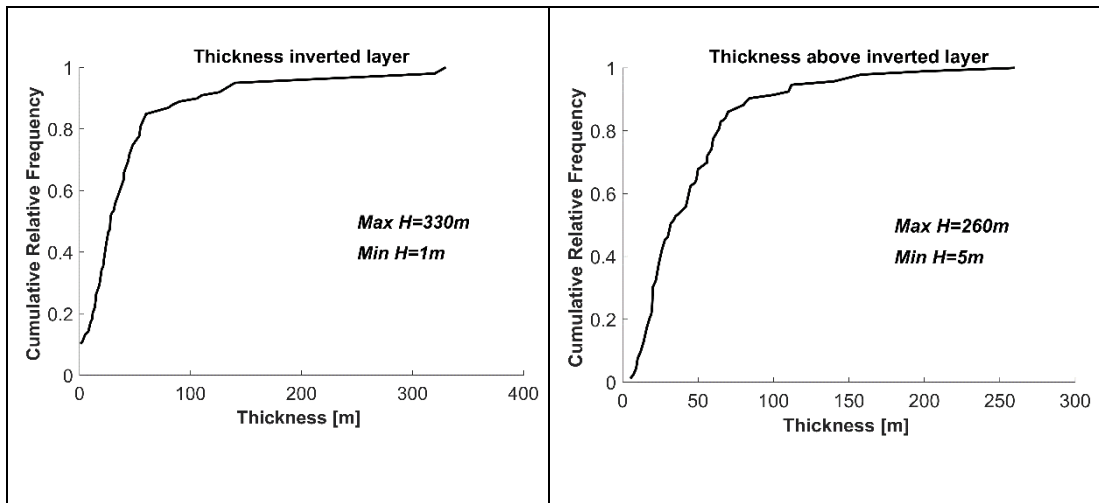 Thickness inverted layer
1
0.8
0.6
0.4
0.2
0
Cumulative Relative Frequency
Max H=330m
Min H=1m
0 100 200 300 400
Thickness [m]
Thickness above inverted layer
1
0.8
0.6
0.4
0.2
0
Cumulative Relative Frequency
Max H=260m
Min H=5m
0 50 100 150 200 250 300
Thickness [m]